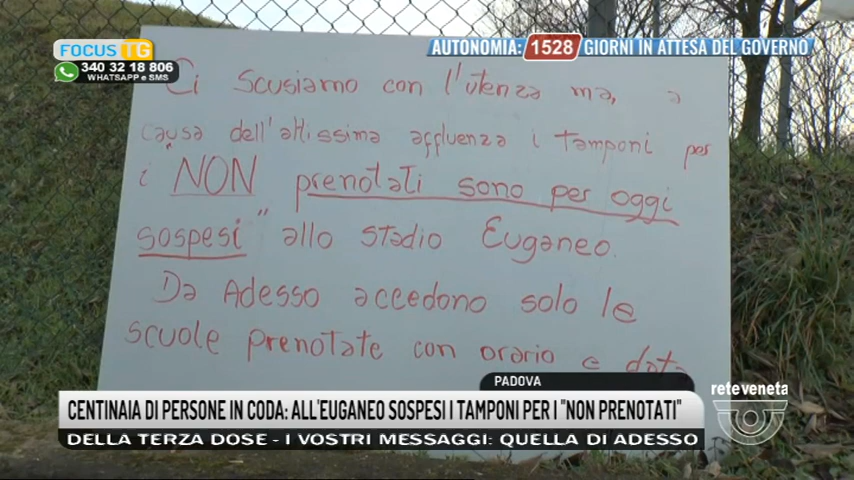 FOCUS TG
AUTONOMIA: 1528 GIORNI IN ATTESA DEL GOVERNO
340 32 18 806
WHATSAPP e SMS
Ci scusiamo con l'utenza ma, a
causa dell'altissima affluenza i tamponi per
i "NON prenotati sono per oggi
sospesi" allo stadio Euganeo.
Da Adesso accedono solo le
scuole prenotate con orario e data
PADOVA
CENTINAIA DI PERSONE IN CODA: ALL'EUGANEO SOSPESI I TAMPONI PER I "NON PRENOTATI"
reteveneta
DELLA TERZA DOSE - I VOSTRI MESSAGGI: QUELLA DI ADESSO